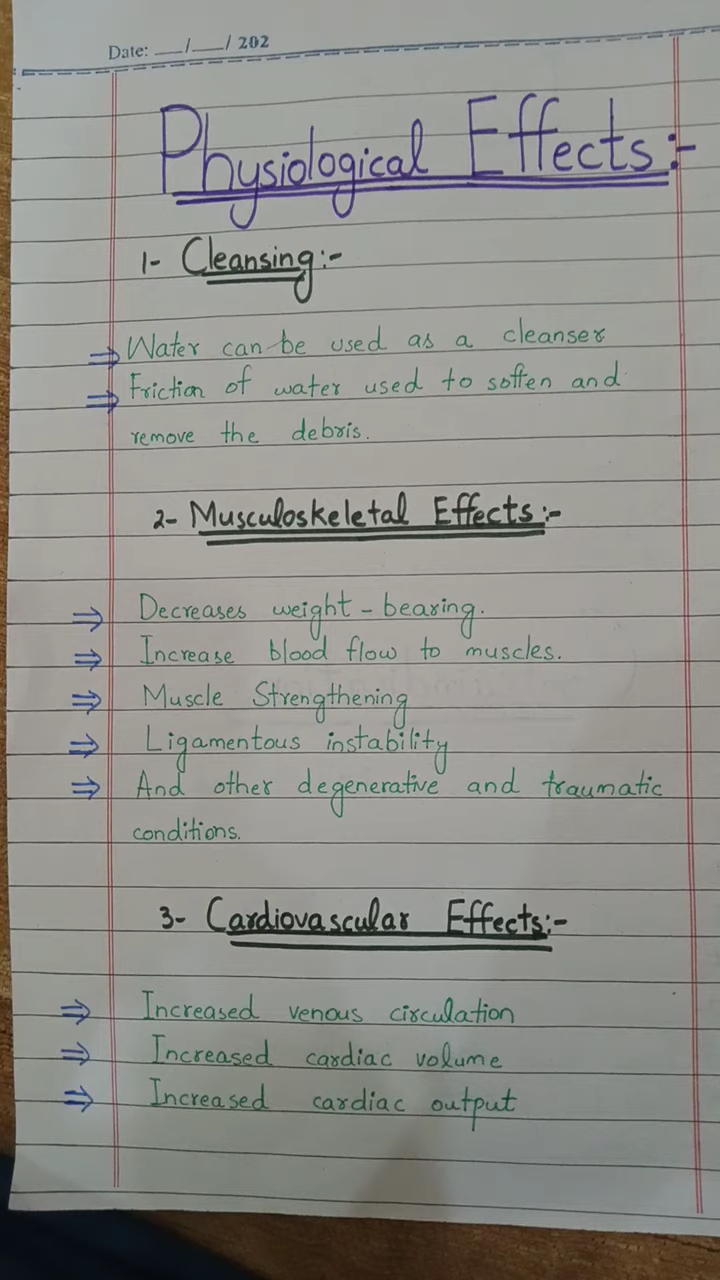 Date: __/__/ 202
Physiological Effects:-
1- Cleansing:-
⇒ Water can be used as a cleanser
⇒ Friction of water used to soften and
remove the debris.
2- Musculoskeletal Effects:-
⇒ Decreases weight-bearing.
⇒ Increase blood flow to muscles.
⇒ Muscle Strengthening
⇒ Ligamentous instability
⇒ And other degenerative and traumatic
conditions.
3- Cardiovascular Effects:-
⇒ Increased venous circulation
⇒ Increased cardiac volume
⇒ Increased cardiac output